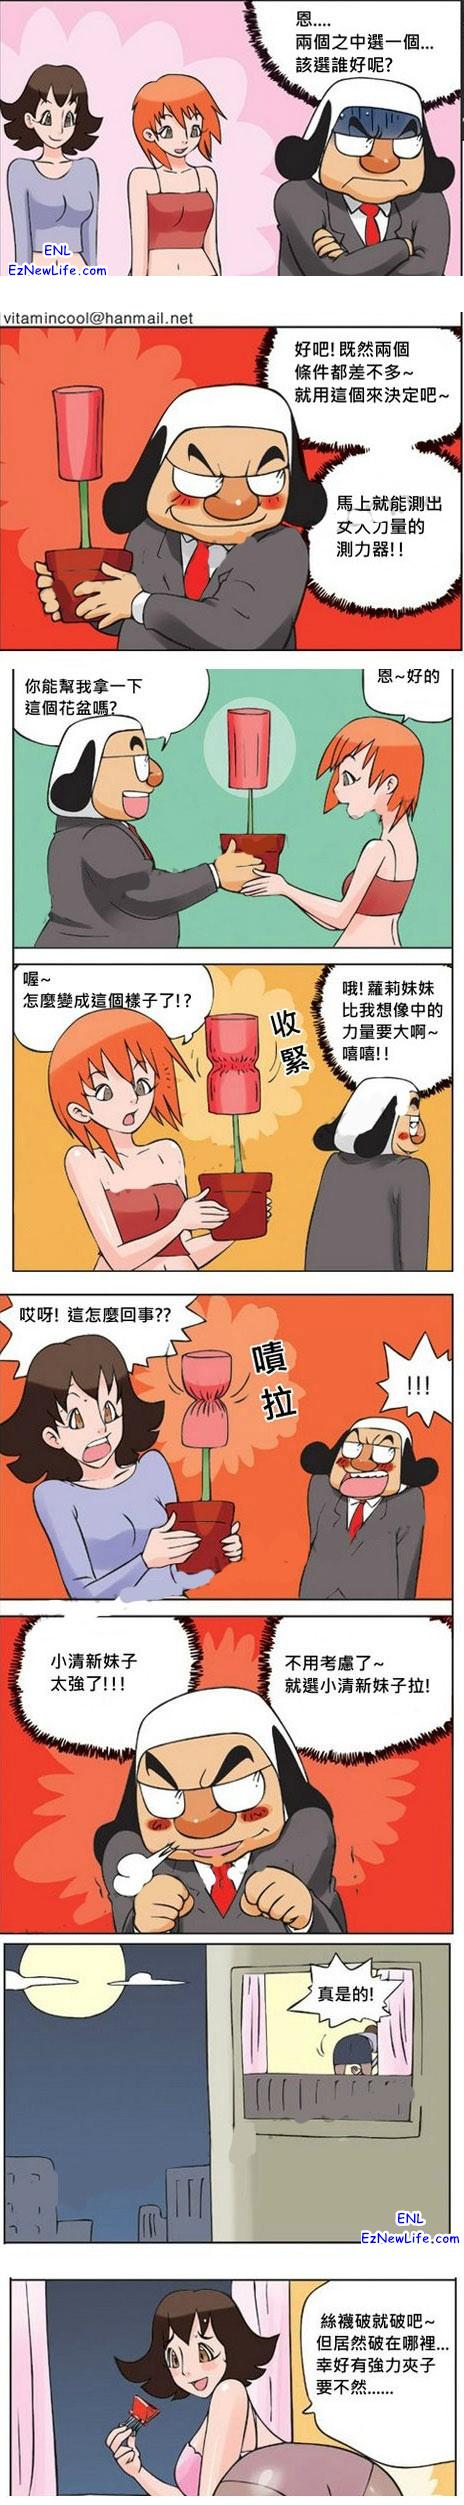 恩....
兩個之中選一個...
該選誰好呢?
ENL
EzNewLife.com
vitamincool@hanmail.net
好吧! 既然兩個
條件都差不多~
就用這個來決定吧~
馬上就能測出
女人力量的
測力器!!
你能幫我拿一下
這個花盆嗎?
恩~好的
喔~
怎麼變成這個樣子了!?
收
緊
哦! 蘿莉妹妹
比我想像中的
力量要大啊~
嘻嘻!!
哎呀! 這怎麼回事??
嘖
拉
!!!
小清新妹子
太強了!!!
不用考慮了~
就選小清新妹子拉!
真是的!
ENL
EzNewLife.com
絲襪破就破吧~
但居然破在哪裡...
幸好有強力夾子
要不然......